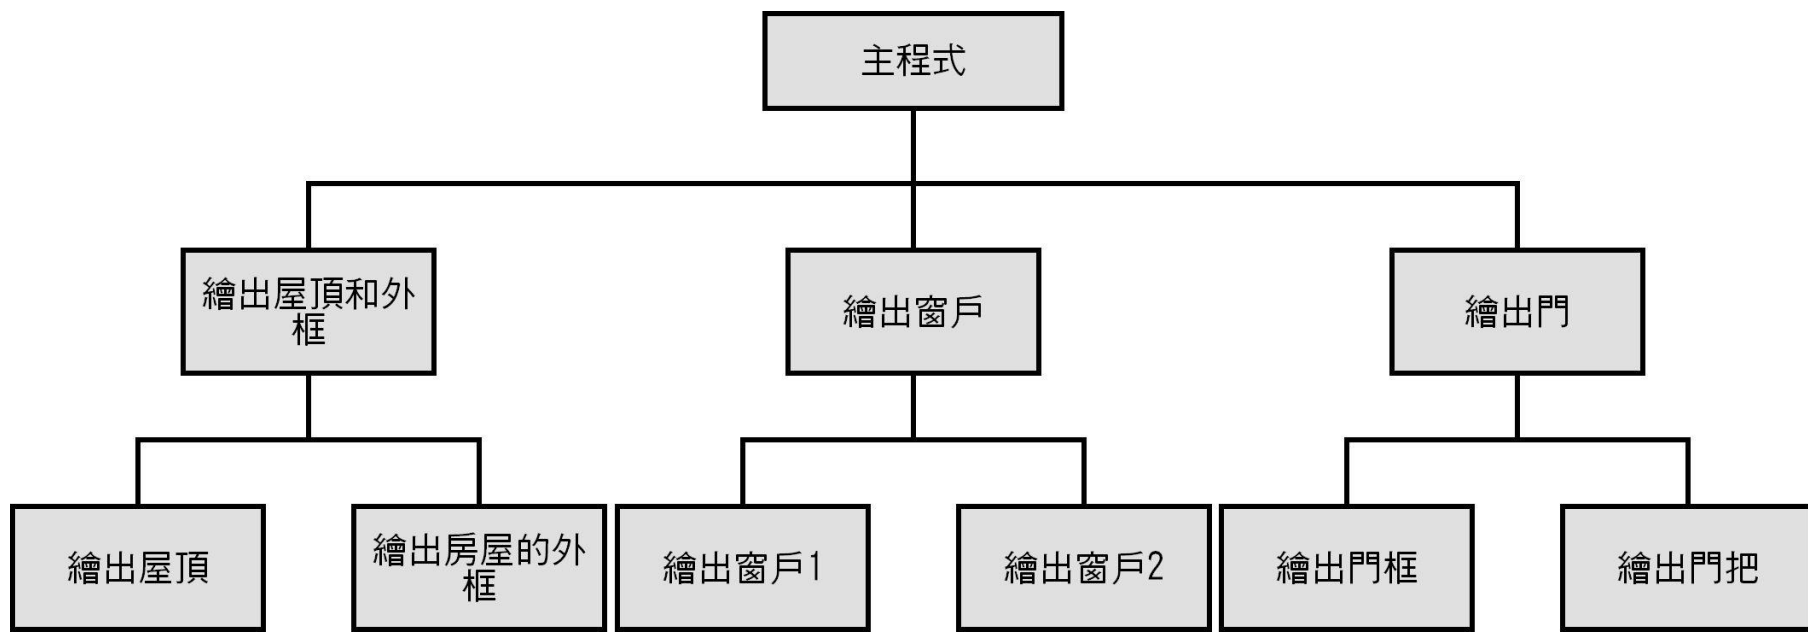 主程式
繪出屋頂和外
框
繪出窗戶
繪出門
繪出屋頂
繪出房屋的外
框
繪出窗戶1
繪出窗戶2
繪出門框
繪出門把